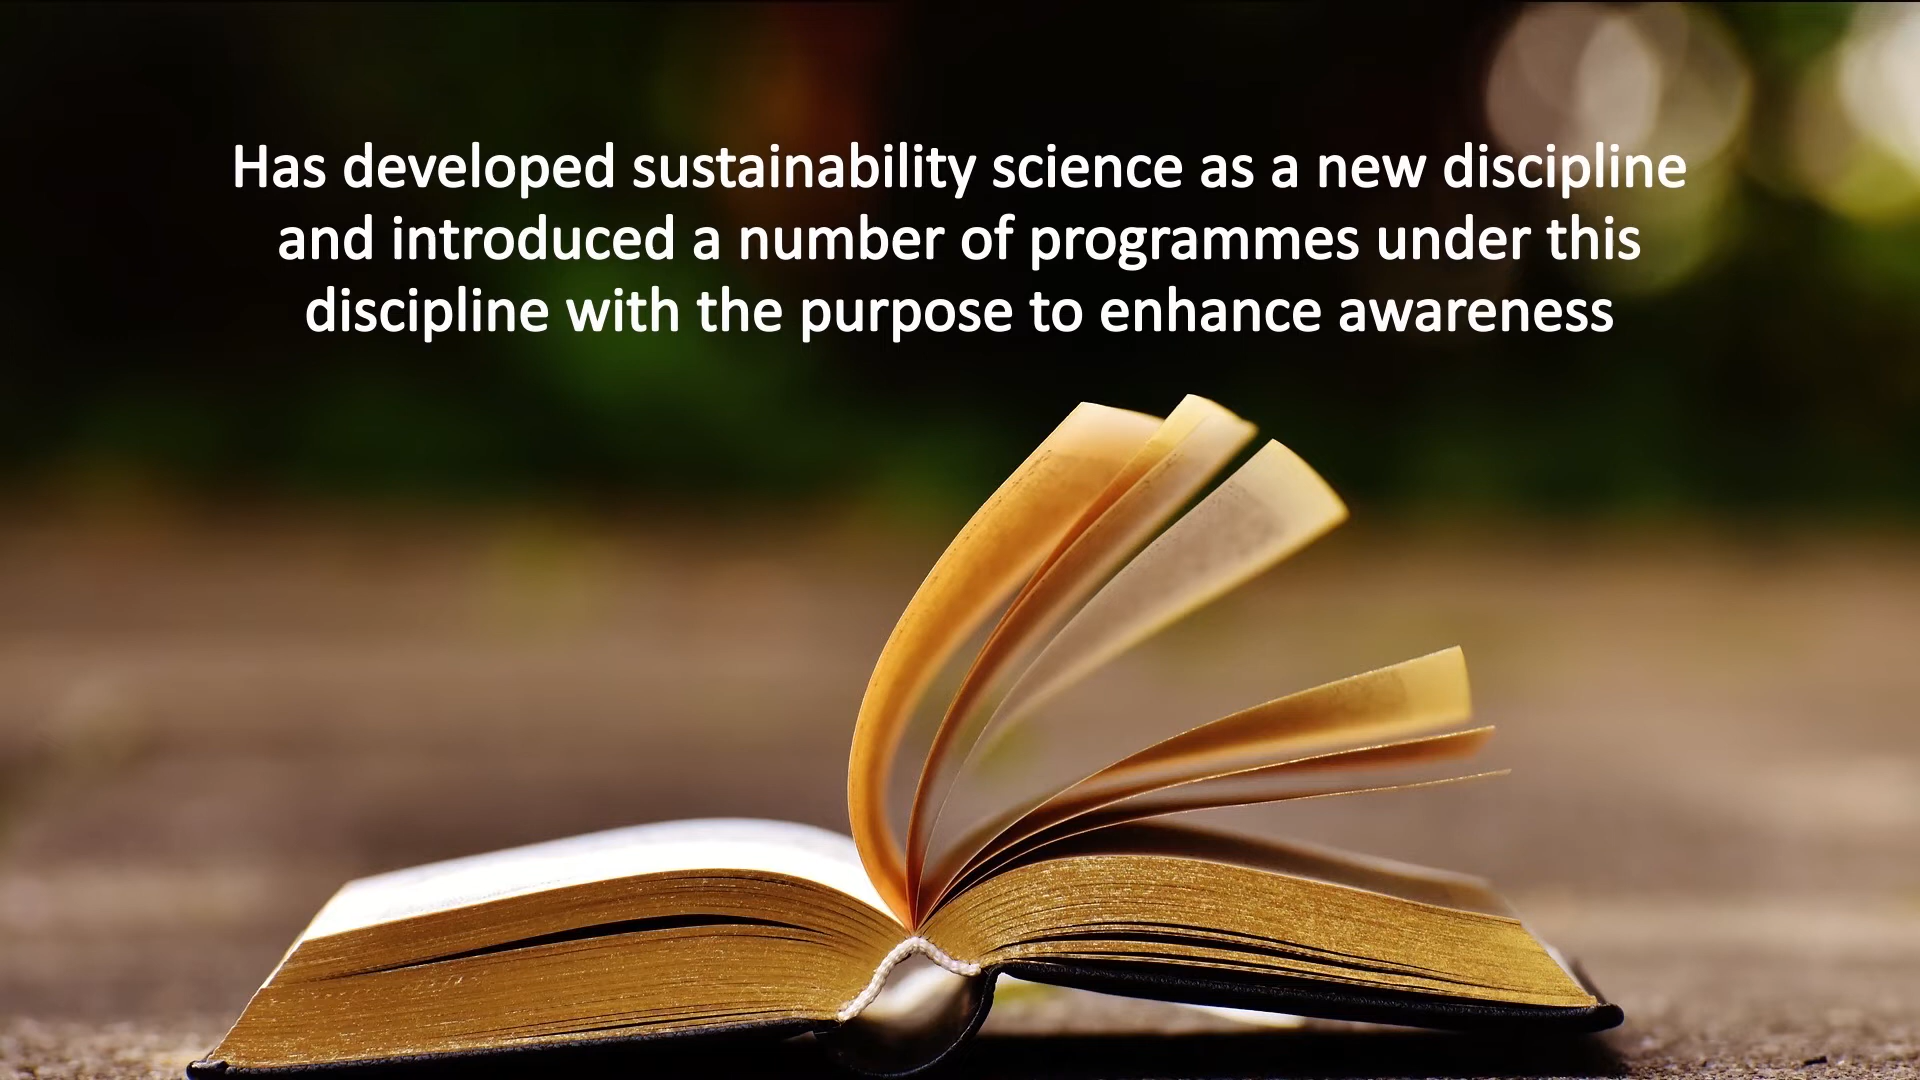 Has developed sustainability science as a new discipline
and introduced a number of programmes under this
discipline with the purpose to enhance awareness